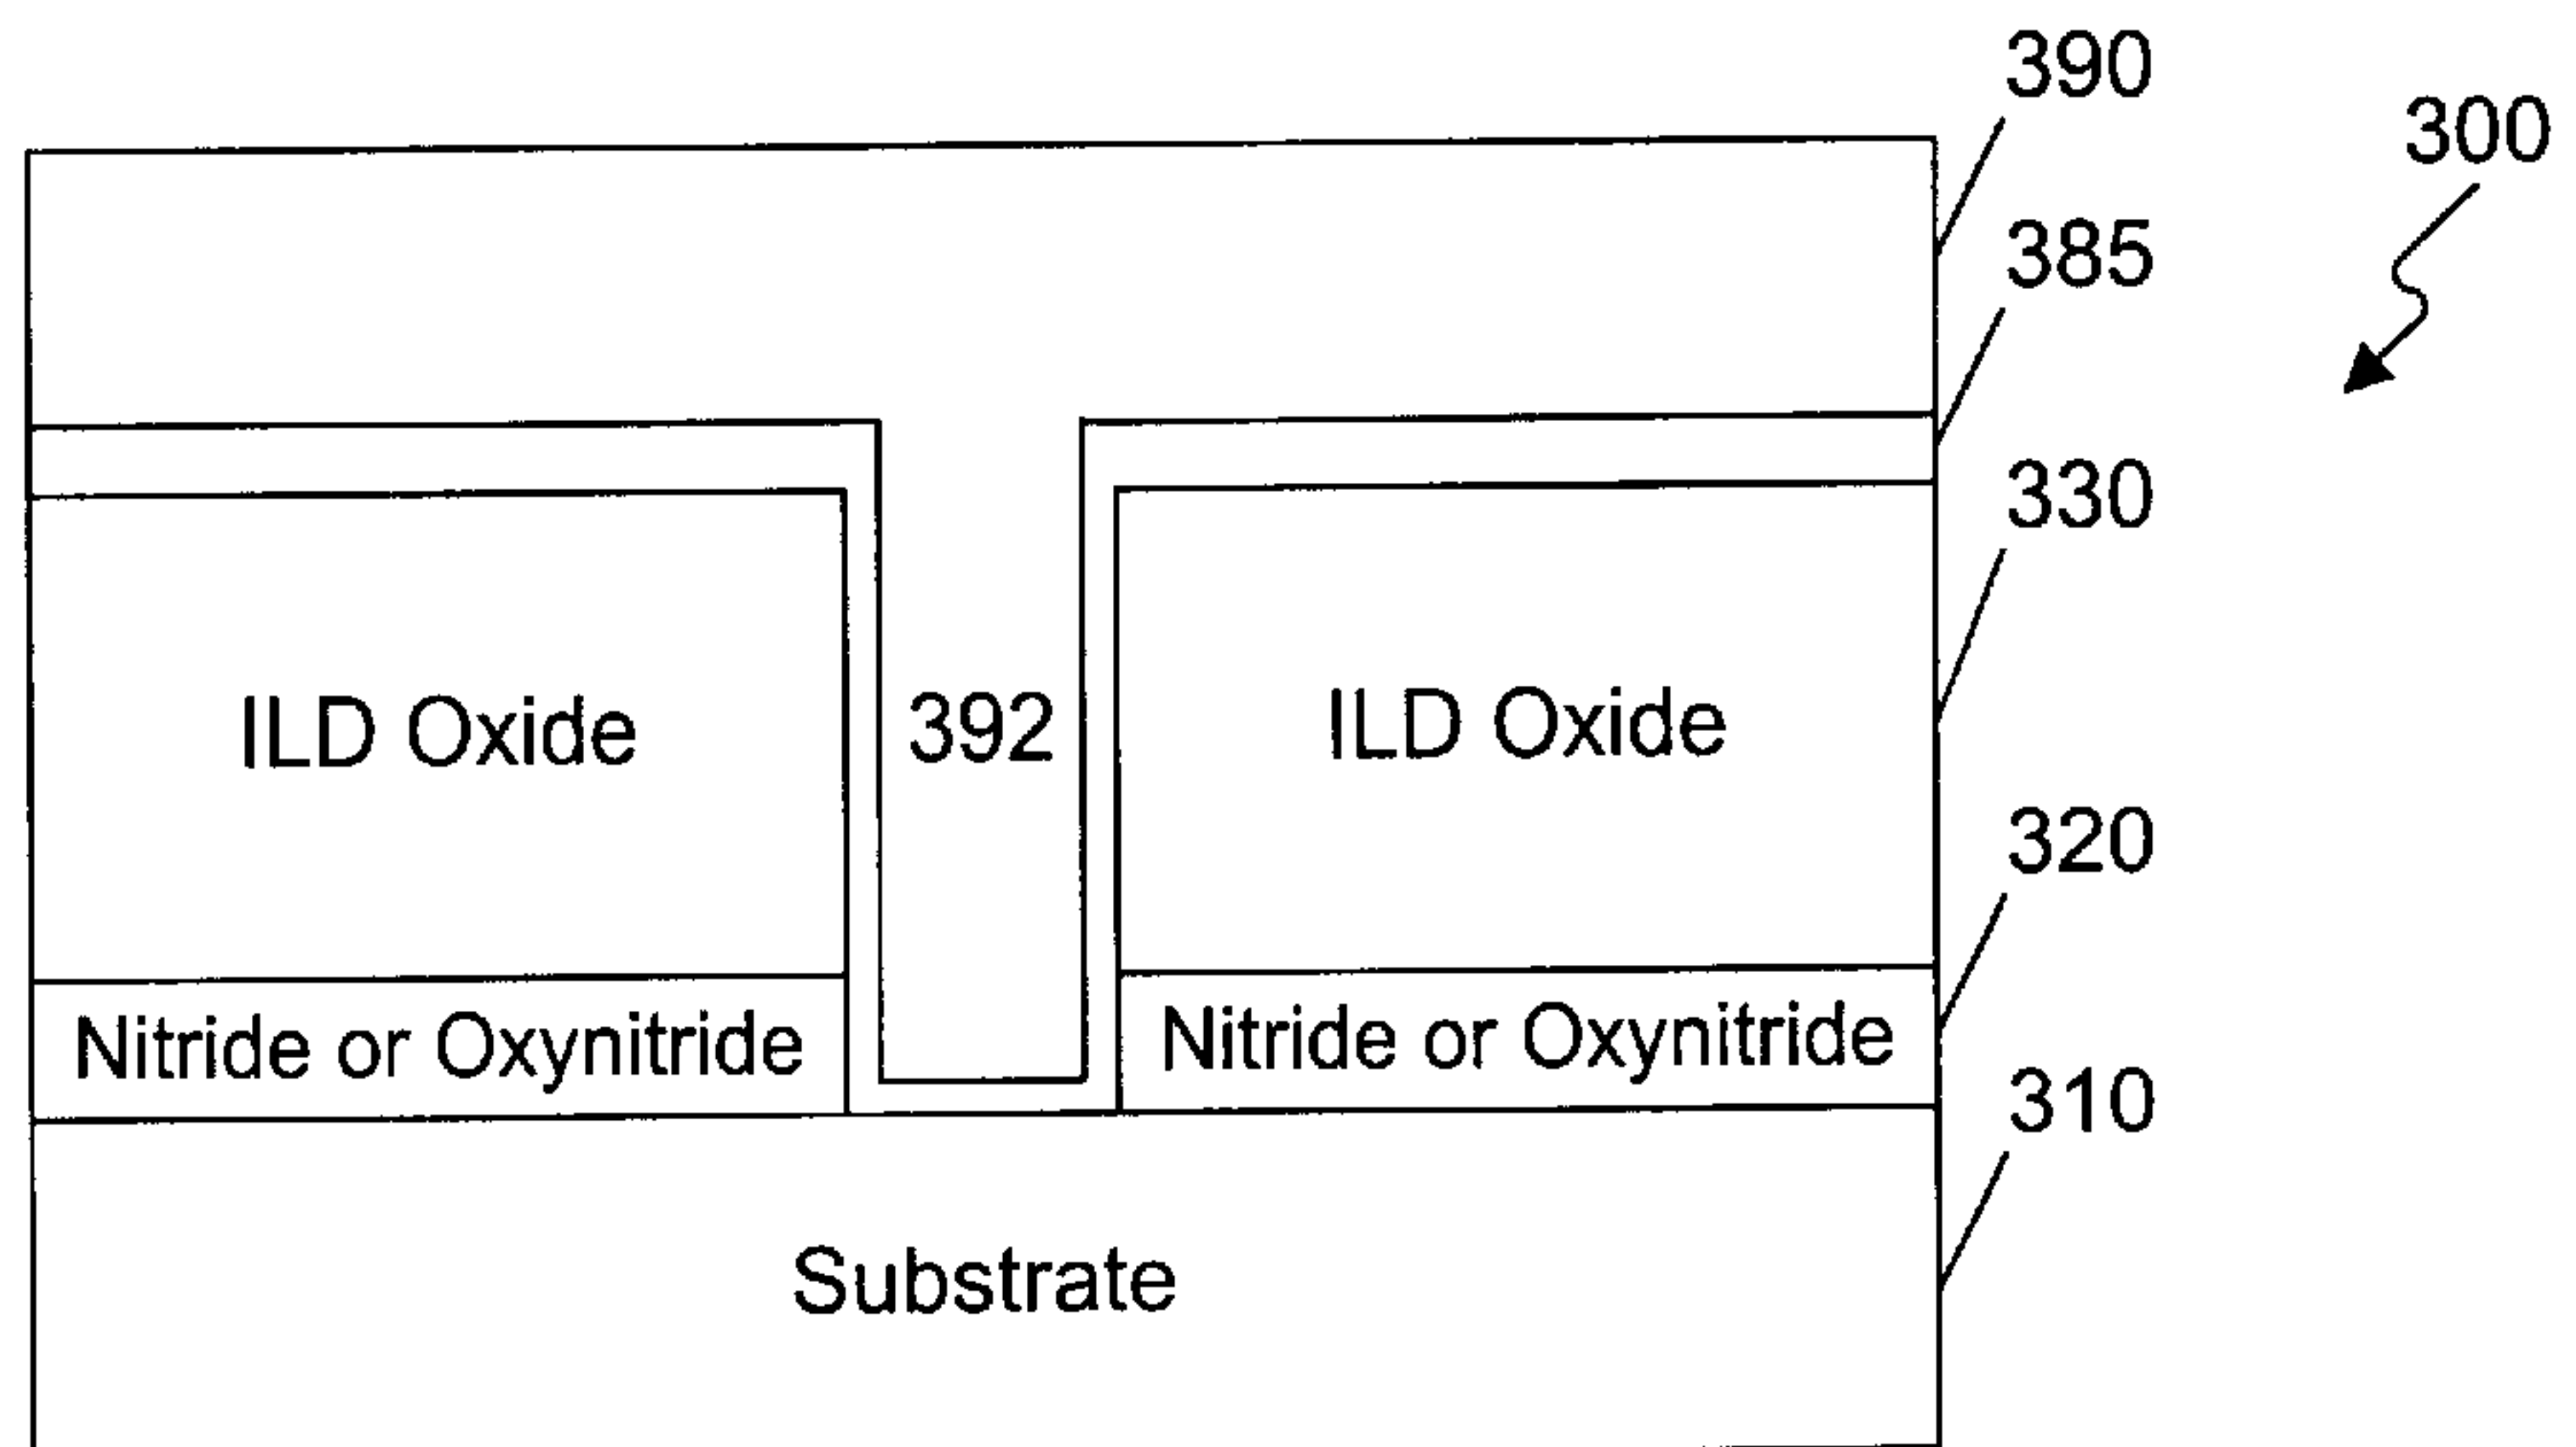 390
300
385
330
ILD Oxide
392
ILD Oxide
320
Nitride or Oxynitride
Nitride or Oxynitride
310
Substrate